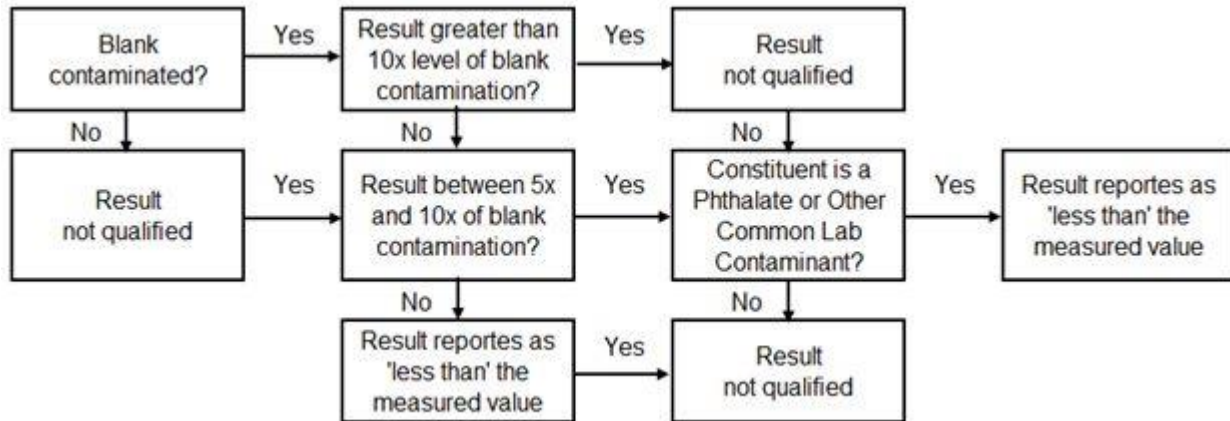 Blank
contaminated?
Yes
Result greater than
10x level of blank
contamination?
Yes
Result
not qualified
No
No
No
Result
not qualified
Yes
Result between 5x
and 10x of blank
contamination?
Yes
Constituent is a
Phthalate or Other
Common Lab
Contaminant?
Yes
Result reportes as
'less than' the
measured value
No
No
Result reportes as
'less than' the
measured value
Yes
Result
not qualified